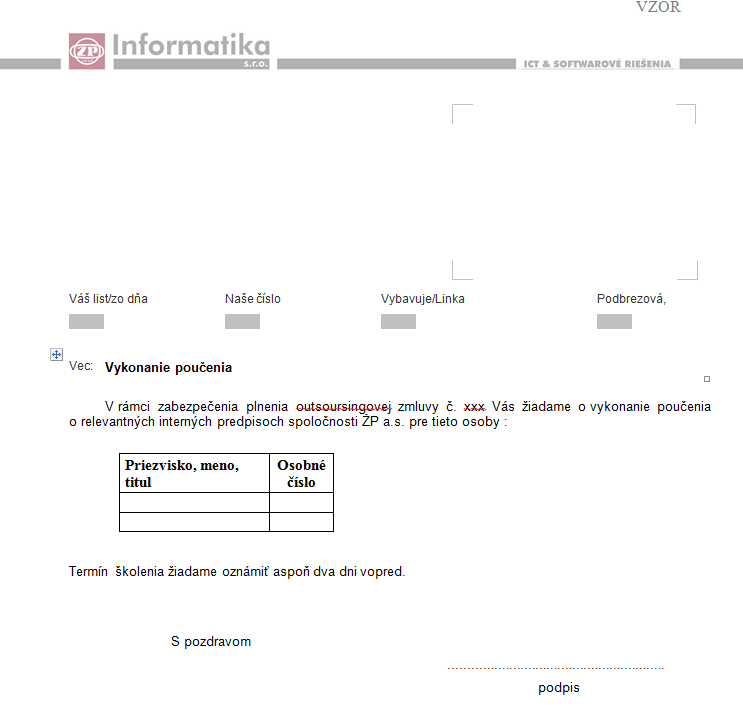 VZOR
ŽP Informatika
s.r.o.
ICT & SOFTWAROVÉ RIEŠENIA
Váš list/zo dňa Naše číslo Vybavuje/Linka Podbrezová,
Vec: Vykonanie poučenia
V rámci zabezpečenia plnenia outsoursingovej zmluvy č. xxx Vás žiadame o vykonanie poučenia
o relevantných interných predpisoch spoločnosti ŽP a.s. pre tieto osoby :
Priezvisko, meno, Osobné
titul číslo
Termín školenia žiadame oznámiť aspoň dva dni vopred.
S pozdravom
podpis